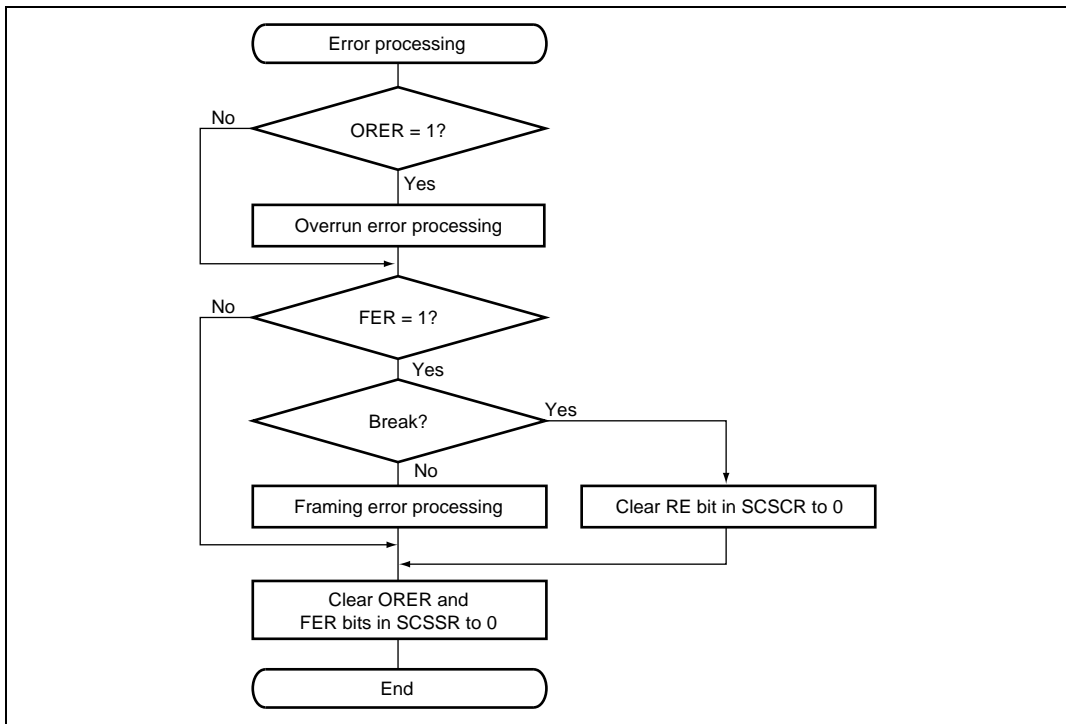 Error processing
No
ORER = 1?
Yes
Overrun error processing
No
FER = 1?
Yes
Break?
Yes
No
Framing error processing
Clear RE bit in SCSCR to 0
Clear ORER and
FER bits in SCSSR to 0
End